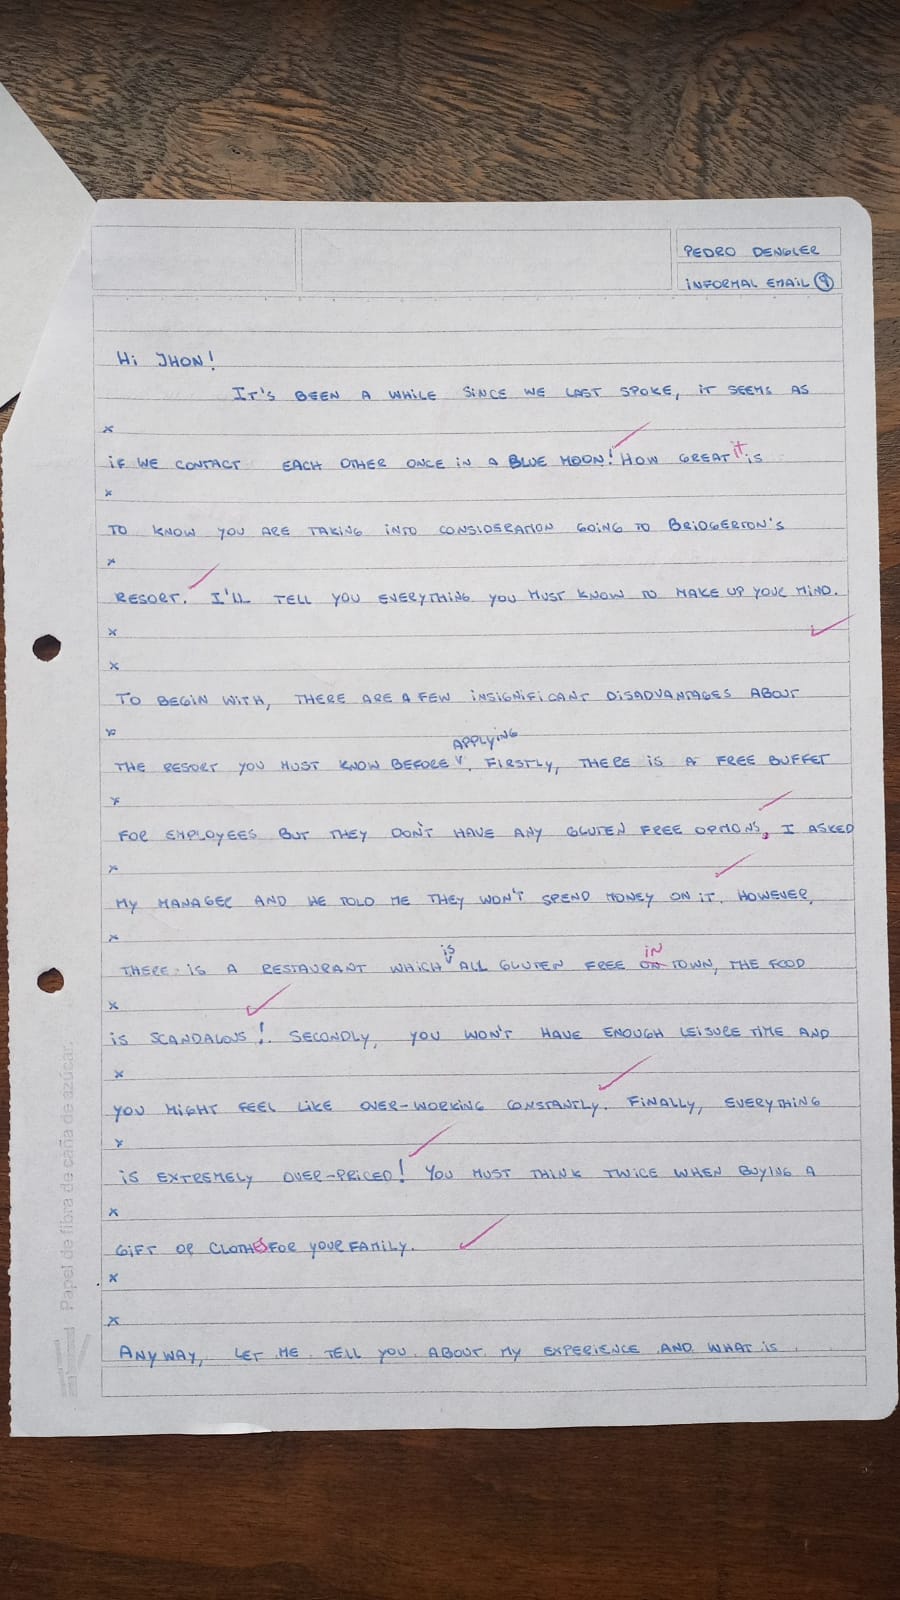 PEDRO DENGLER
INFORMAL EMAIL 9
HI JHON!
IT'S BEEN A WHILE SINCE WE LAST SPOKE, IT SEEMS AS
IF WE CONTACT EACH OTHER ONCE IN A BLUE MOON! HOW GREAT it IS
TO KNOW YOU ARE TAKING INTO CONSIDERATION GOING TO BRIDGERTON'S
RESORT. I'LL TELL YOU EVERYTHING YOU MUST KNOW TO MAKE UP YOUR MIND.
TO BEGIN WITH, THERE ARE A FEW INSIGNIFICANT DISADVANTAGES ABOUT
APPLYING
THE RESORT YOU MUST KNOW BEFORE. FIRSTLY, THERE IS A FREE BUFFET
FOR EMPLOYEES BUT THEY DON'T HAVE ANY GLUTEN FREE OPTIONS, I ASKED
MY MANAGER AND HE TOLD ME THEY WON'T SPEND MONEY ON IT. HOWEVER,
IS IN
THERE IS A RESTAURANT WHICH ALL GLUTEN FREE ON TOWN, THE FOOD
IS SCANDALOUS!. SECONDLY, YOU WON'T HAVE ENOUGH LEISURE TIME AND
YOU MIGHT FEEL LIKE OVER-WORKING CONSTANTLY. FINALLY, EVERYTHING
IS EXTREMELY OVER-PRICED! YOU MUST THINK TWICE WHEN BUYING A
GIFT OR CLOTHES FOR YOUR FAMILY.
ANYWAY, LET ME TELL YOU ABOUT MY EXPERIENCE AND WHAT IS
Papel de fibra de caña de azúcar